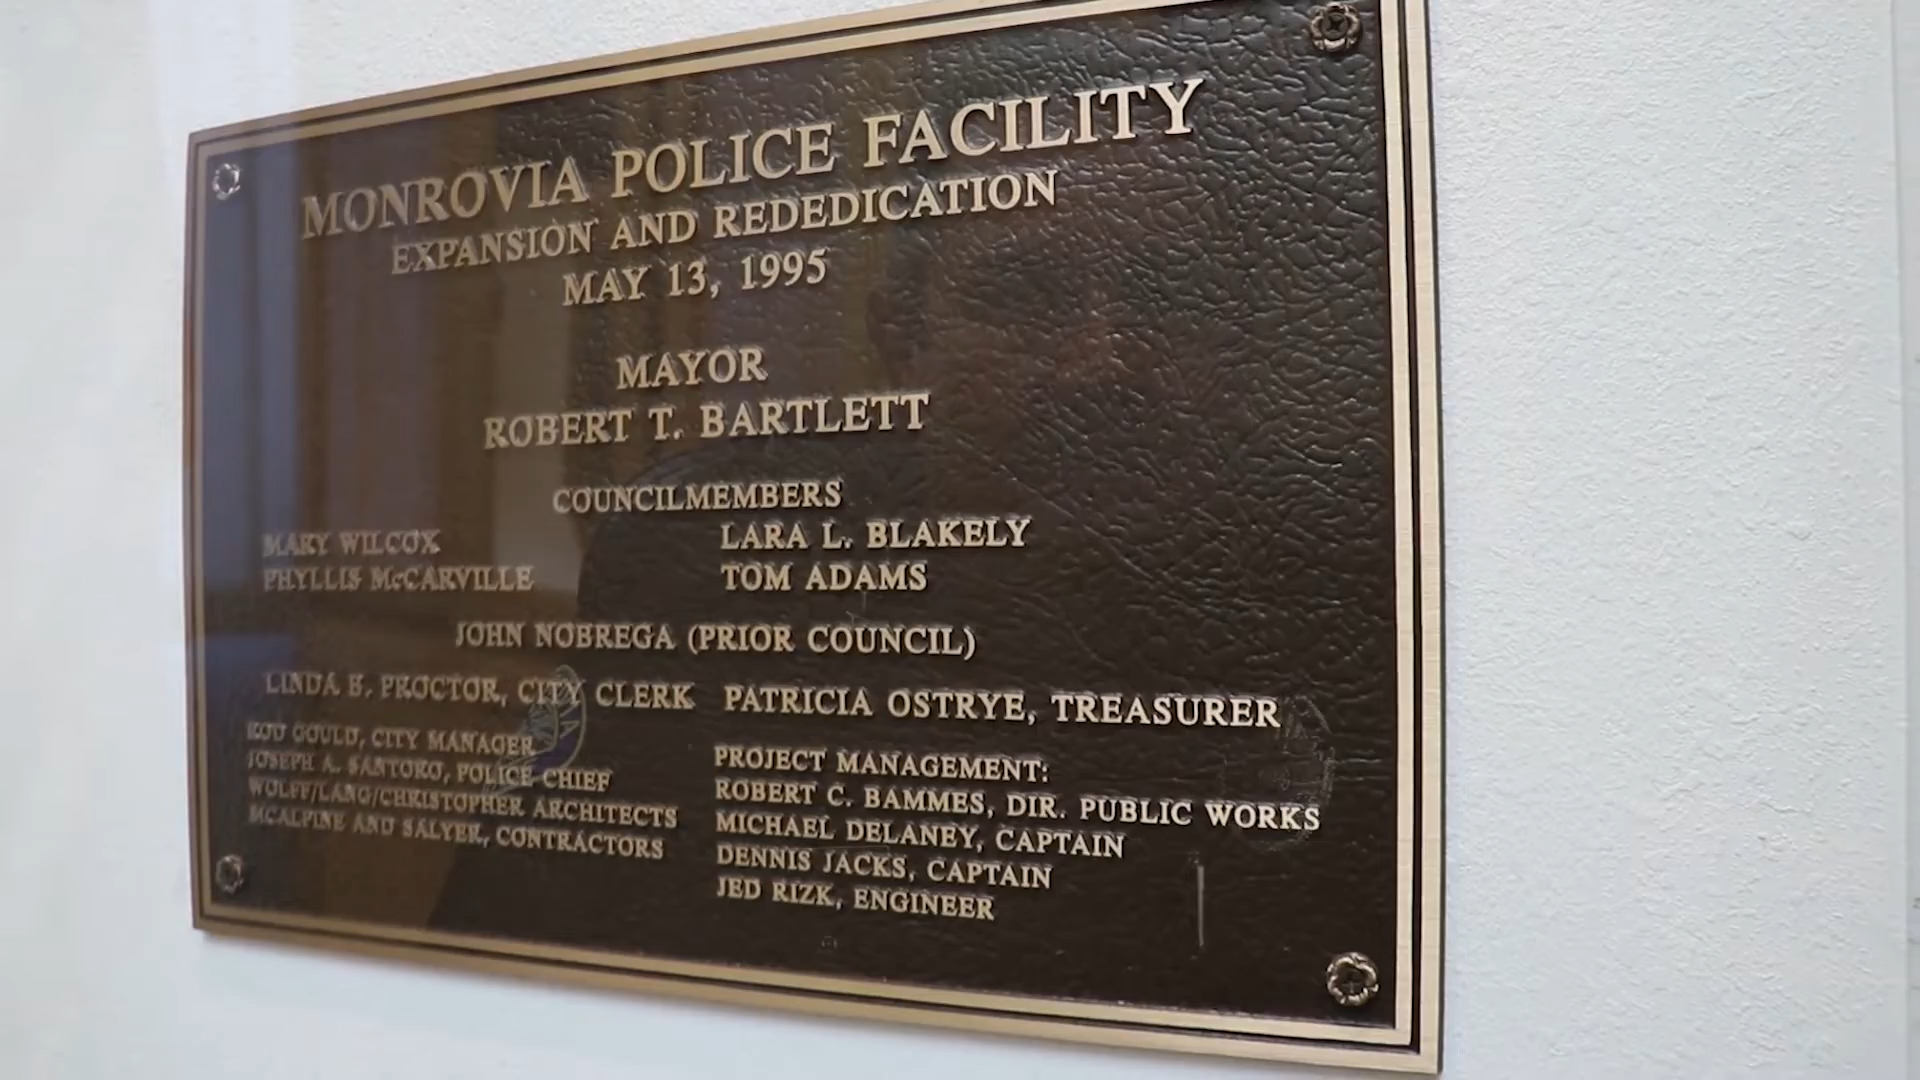 MONROVIA POLICE FACILITY
EXPANSION AND REDEDICATION
MAY 13, 1995
MAYOR
ROBERT T. BARTLETT
COUNCILMEMBERS
MARY WILCOX LARA L. BLAKELY
PHYLLIS McCARVILLE TOM ADAMS
JOHN NOBREGA (PRIOR COUNCIL)
LINDA B. PROCTOR, CITY CLERK PATRICIA OSTRYE, TREASURER
ROD GOULD, CITY MANAGER
JOSEPH A. SANTORO, POLICE CHIEF
WOLFF/LANG/CHRISTOPHER ARCHITECTS
MCALPINE AND SALYER, CONTRACTORS
PROJECT MANAGEMENT:
ROBERT C. BAMMES, DIR. PUBLIC WORKS
MICHAEL DELANEY, CAPTAIN
DENNIS JACKS, CAPTAIN
JED RIZK, ENGINEER